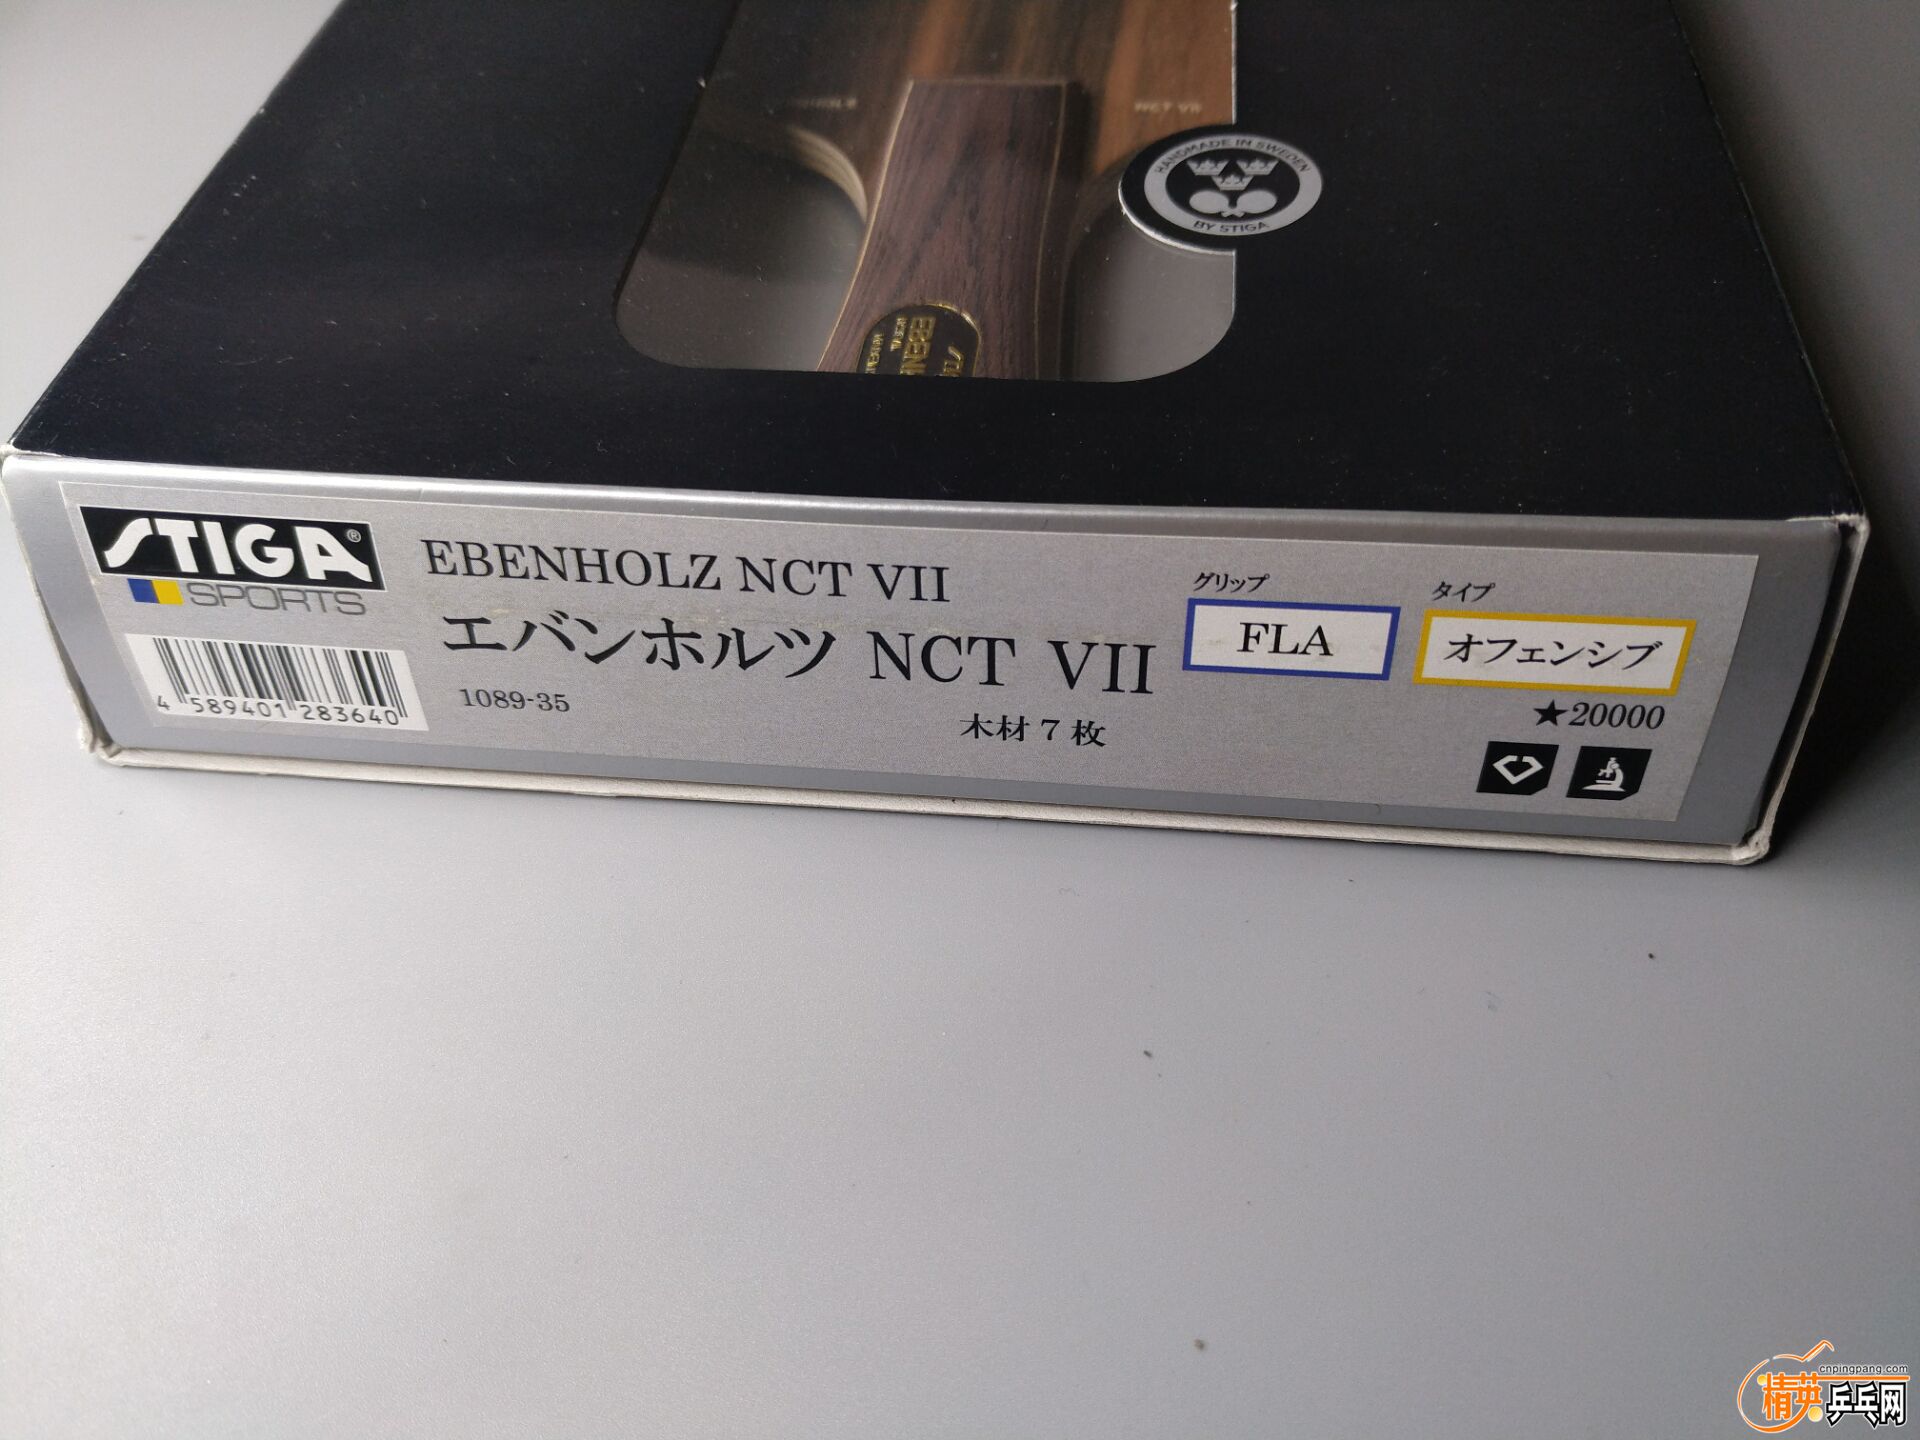 NCT VII
HANDMADE IN SWEDEN
BY STIGA
STIGA®
SPORTS
EBENHOLZ NCT VII
エバンホルツ NCT VII
1089-35
木材 7 枚
グリップ
FLA
タイプ
オフェンシブ
★20000
4 589401 283640
cnpingpang.com
精英乒乓网